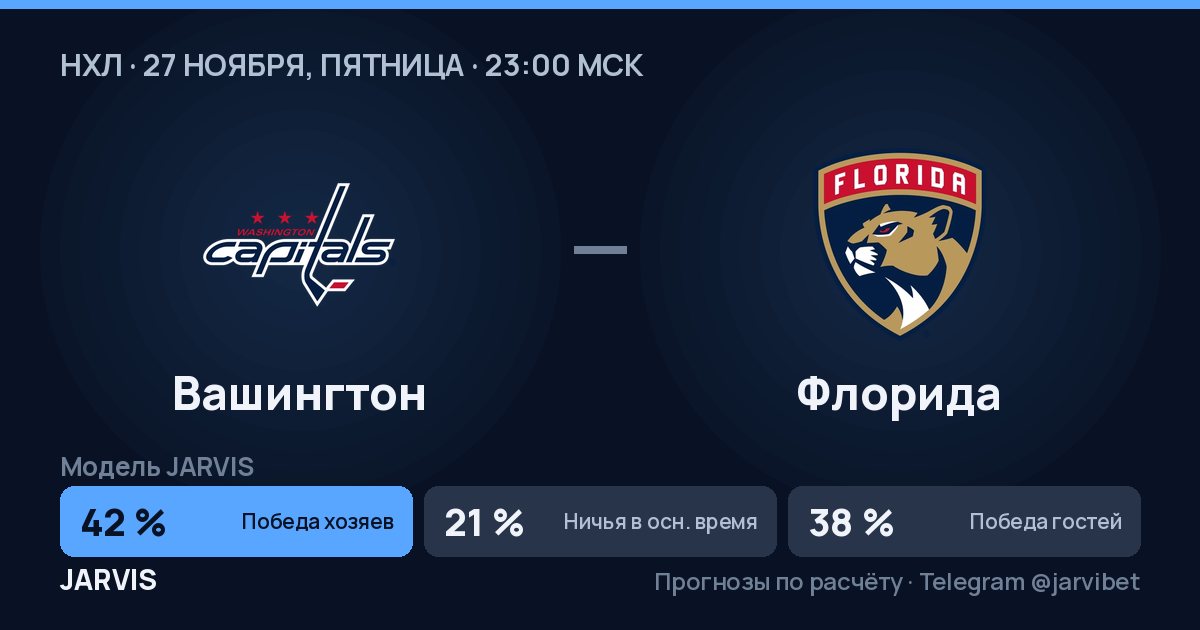 НХЛ · 27 НОЯБРЯ, ПЯТНИЦА · 23:00 МСК
WASHINGTON
capitals
FLORIDA
Вашингтон
Флорида
Модель JARVIS
42 % Победа хозяев
21 % Ничья в осн. время
38 % Победа гостей
JARVIS
Прогнозы по расчёту · Telegram @jarvibet